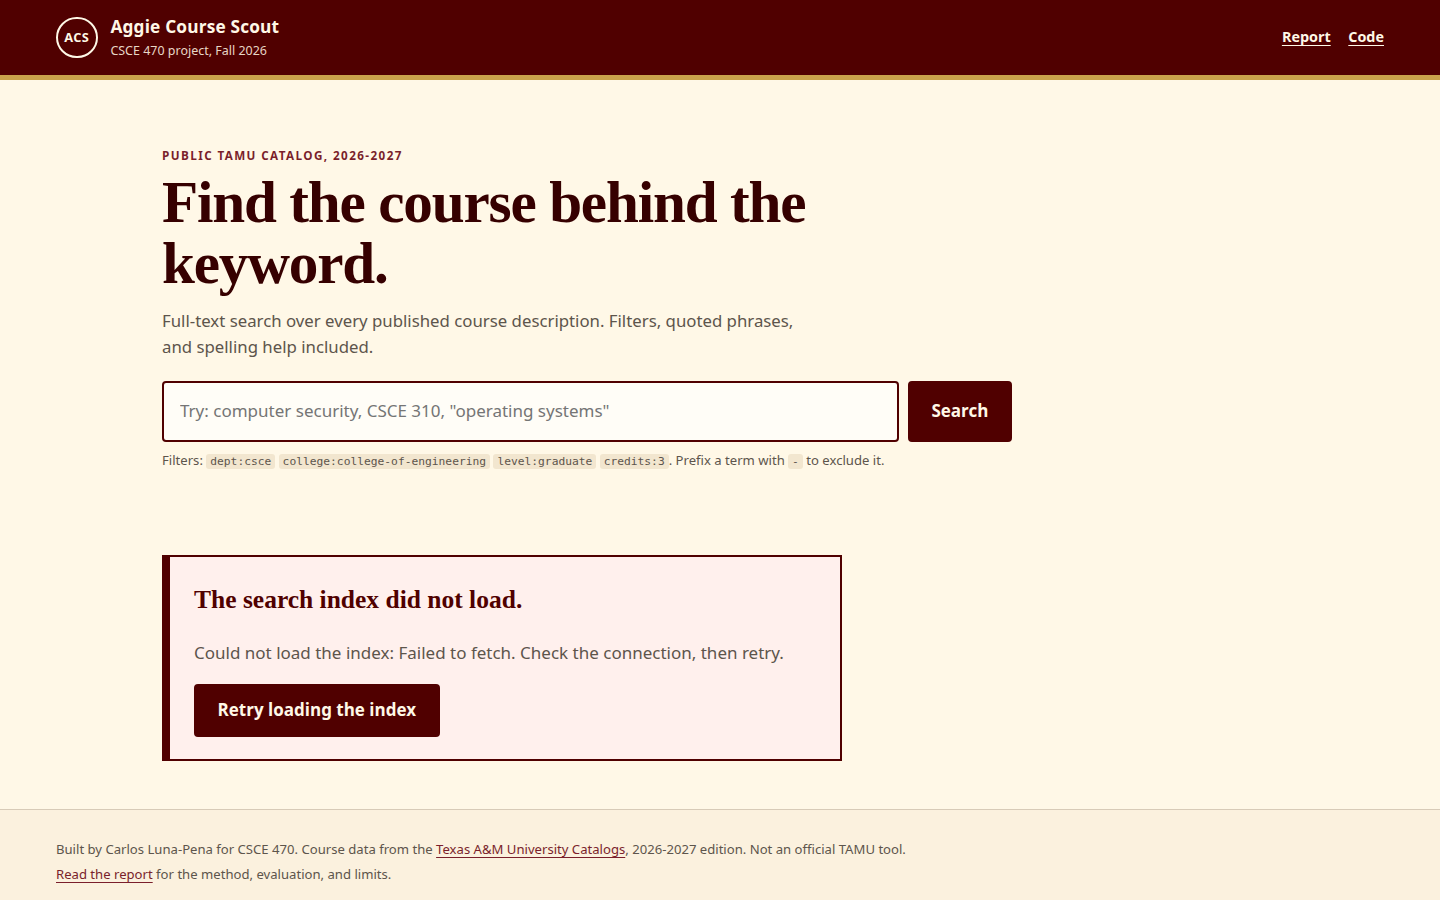 ACS
Aggie Course Scout
CSCE 470 project, Fall 2026
Report Code
PUBLIC TAMU CATALOG, 2026-2027
Find the course behind the
keyword.
Full-text search over every published course description. Filters, quoted phrases,
and spelling help included.
Try: computer security, CSCE 310, "operating systems"
Search
Filters: dept:csce college:college-of-engineering level:graduate credits:3. Prefix a term with - to exclude it.
The search index did not load.
Could not load the index: Failed to fetch. Check the connection, then retry.
Retry loading the index
Built by Carlos Luna-Pena for CSCE 470. Course data from the Texas A&M University Catalogs, 2026-2027 edition. Not an official TAMU tool.
Read the report for the method, evaluation, and limits.